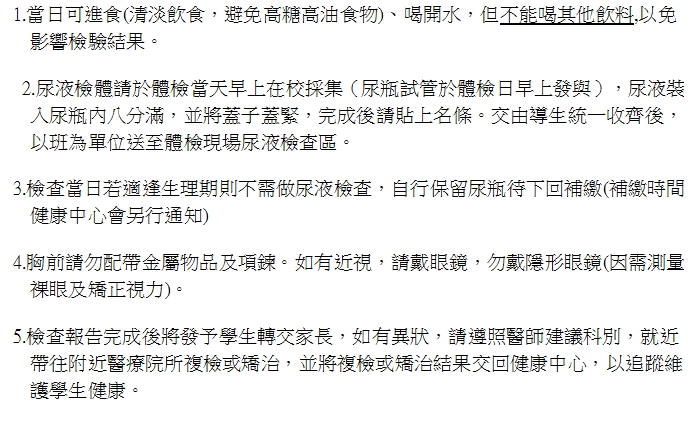 1.當日可進食(清淡飲食，避免高糖高油食物)、喝開水，但不能喝其他飲料,以免
影響檢驗結果。
2.尿液檢體請於體檢當天早上在校採集（尿瓶試管於體檢日早上發與），尿液裝
入尿瓶內八分滿，並將蓋子蓋緊，完成後請貼上名條。交由導生統一收齊後，
以班為單位送至體檢現場尿液檢查區。
3.檢查當日若適逢生理期則不需做尿液檢查，自行保留尿瓶待下回補繳(補繳時間
健康中心會另行通知)
4.胸前請勿配帶金屬物品及項鍊。如有近視，請戴眼鏡，勿戴隱形眼鏡(因需測量
裸眼及矯正視力)。
5.檢查報告完成後將發予學生轉交家長，如有異狀，請遵照醫師建議科別，就近
帶往附近醫療院所複檢或矯治，並將複檢或矯治結果交回健康中心，以追蹤維
護學生健康。